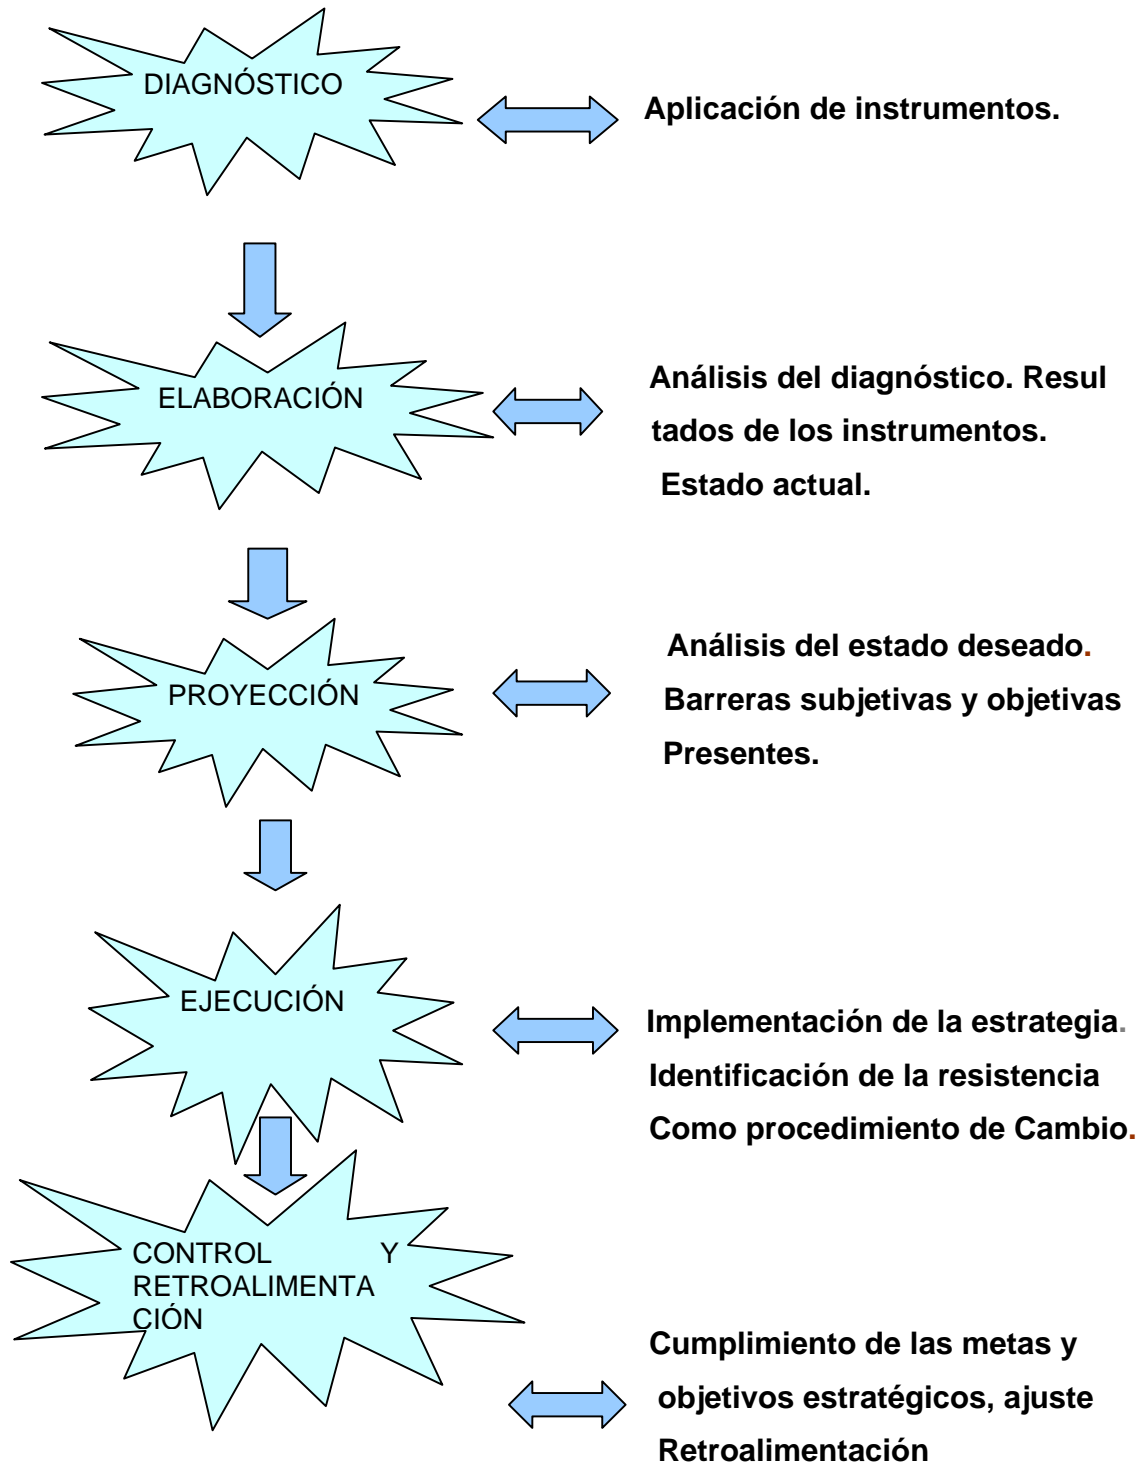 DIAGNÓSTICO
Aplicación de instrumentos.
ELABORACIÓN
Análisis del diagnóstico. Resul
tados de los instrumentos.
Estado actual.
PROYECCIÓN
Análisis del estado deseado.
Barreras subjetivas y objetivas
Presentes.
EJECUCIÓN
Implementación de la estrategia.
Identificación de la resistencia
Como procedimiento de Cambio.
CONTROL Y
RETROALIMENTA
CIÓN
Cumplimiento de las metas y
objetivos estratégicos, ajuste
Retroalimentación